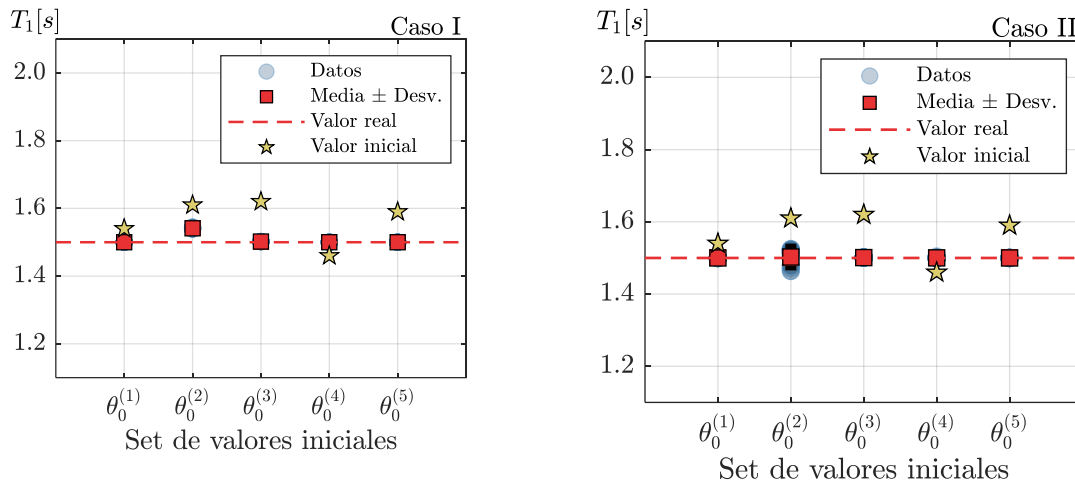 T₁[s]
Caso I
2.0
1.8
1.6
1.4
1.2
Datos
Media ± Desv.
Valor real
Valor inicial
θ₀⁽¹⁾ θ₀⁽²⁾ θ₀⁽³⁾ θ₀⁽⁴⁾ θ₀⁽⁵⁾
Set de valores iniciales
T₁[s]
Caso II
2.0
1.8
1.6
1.4
1.2
Datos
Media ± Desv.
Valor real
Valor inicial
θ₀⁽¹⁾ θ₀⁽²⁾ θ₀⁽³⁾ θ₀⁽⁴⁾ θ₀⁽⁵⁾
Set de valores iniciales